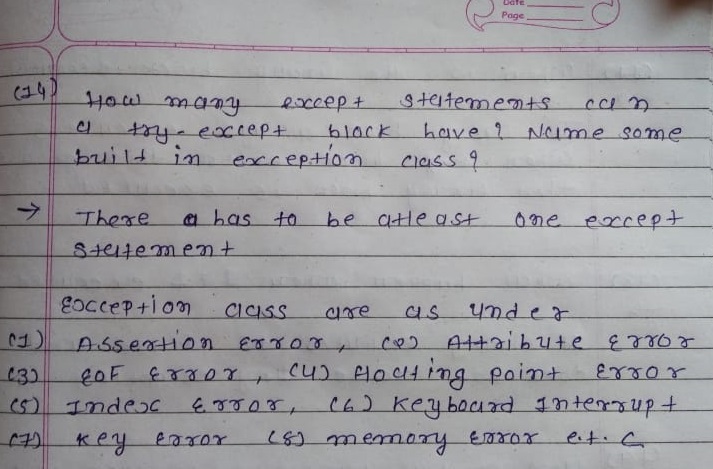 Date
Page
(14) How many except statements can
a try-except block have? Name some
built in exception class?
→ There has to be atleast one except
statement
Exception class are as under
(1) Assertion Error, (2) Attribute Error
(3) EOF Error, (4) Floating point Error
(5) Index Error, (6) Keyboard Interrupt
(7) Key Error (8) memory Error e.t.c